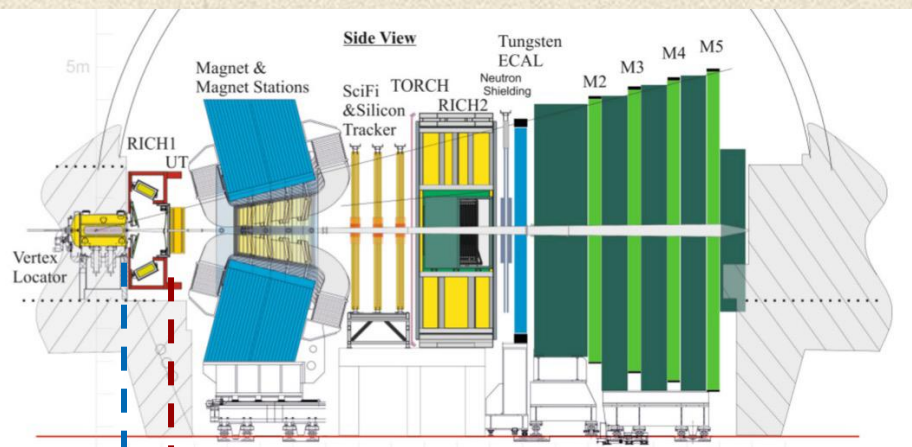 Side View
5m
Magnet &
Magnet Stations
SciFi
&Silicon
Tracker
TORCH
RICH2
Tungsten
ECAL
Neutron
Shielding
M2
M3
M4
M5
RICH1
UT
Vertex
Locator